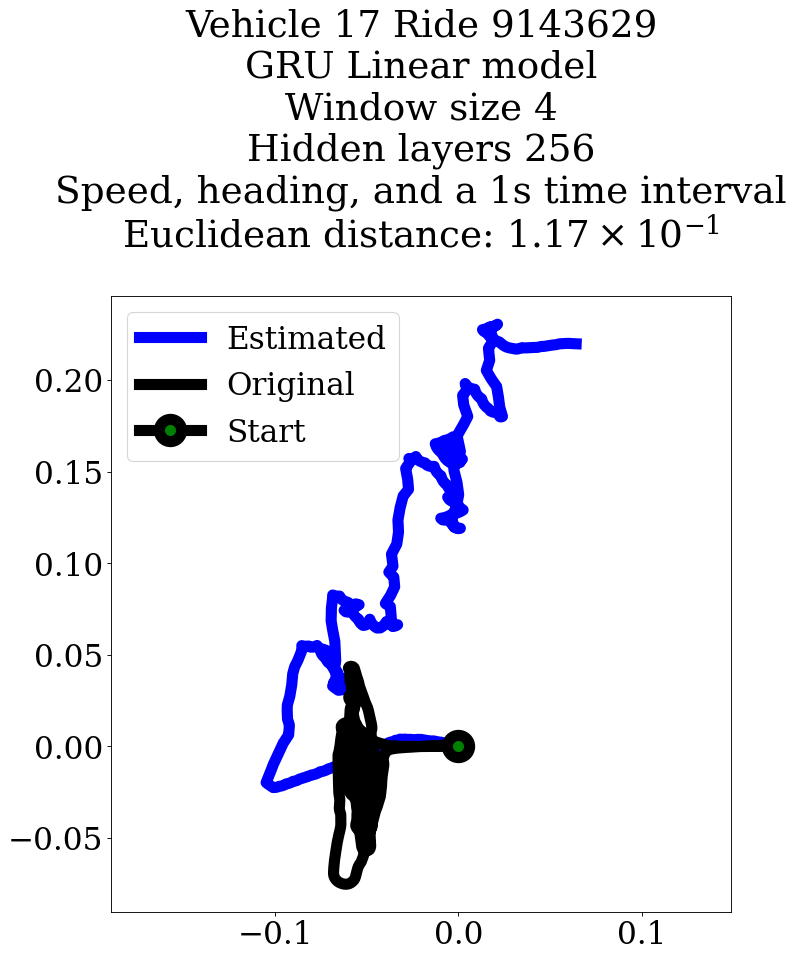 Vehicle 17 Ride 9143629
GRU Linear model
Window size 4
Hidden layers 256
Speed, heading, and a 1s time interval
Euclidean distance: 1.17 × 10⁻¹
Estimated
Original
Start
0.20
0.15
0.10
0.05
0.00
−0.05
−0.1 0.0 0.1